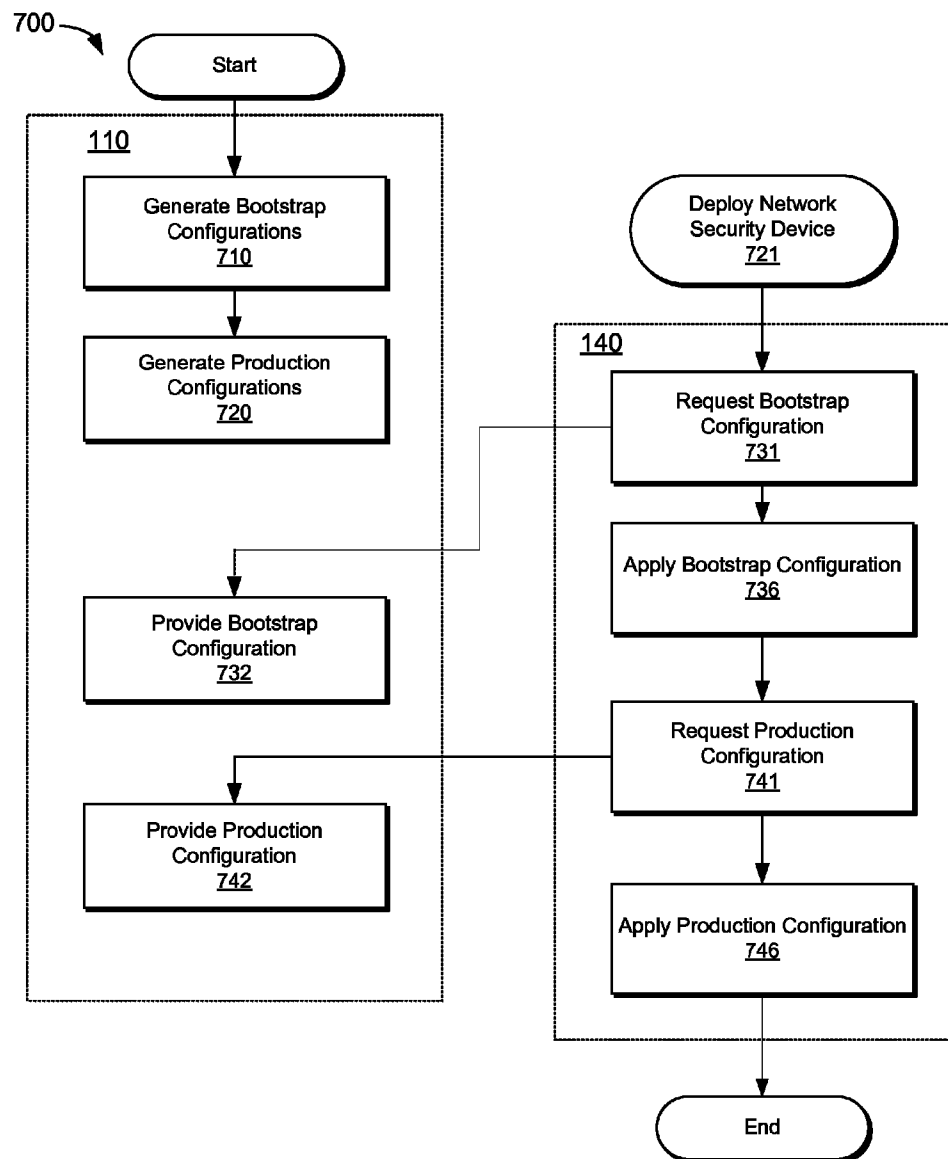 700
Start
110
Generate Bootstrap
Configurations
710
Generate Production
Configurations
720
Provide Bootstrap
Configuration
732
Provide Production
Configuration
742
Deploy Network
Security Device
721
140
Request Bootstrap
Configuration
731
Apply Bootstrap Configuration
736
Request Production
Configuration
741
Apply Production Configuration
746
End